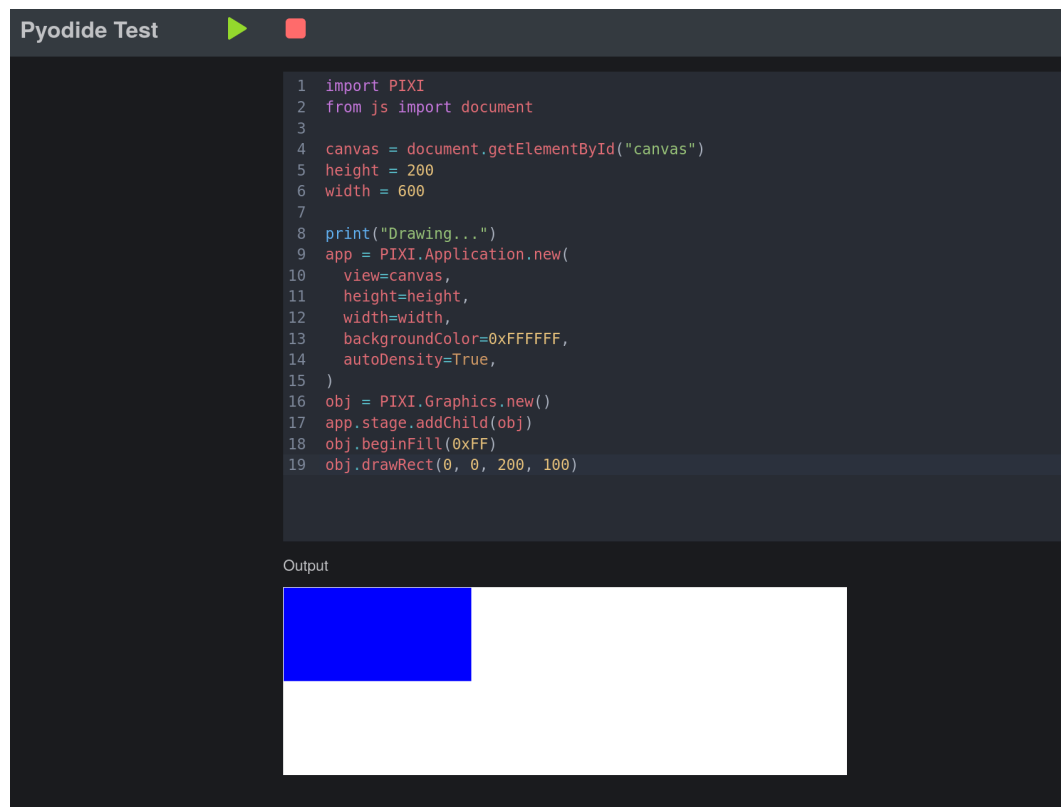 Pyodide Test
1 import PIXI
2 from js import document
3
4 canvas = document.getElementById("canvas")
5 height = 200
6 width = 600
7
8 print("Drawing...")
9 app = PIXI.Application.new(
10   view=canvas,
11   height=height,
12   width=width,
13   backgroundColor=0xFFFFFF,
14   autoDensity=True,
15 )
16 obj = PIXI.Graphics.new()
17 app.stage.addChild(obj)
18 obj.beginFill(0xFF)
19 obj.drawRect(0, 0, 200, 100)
Output